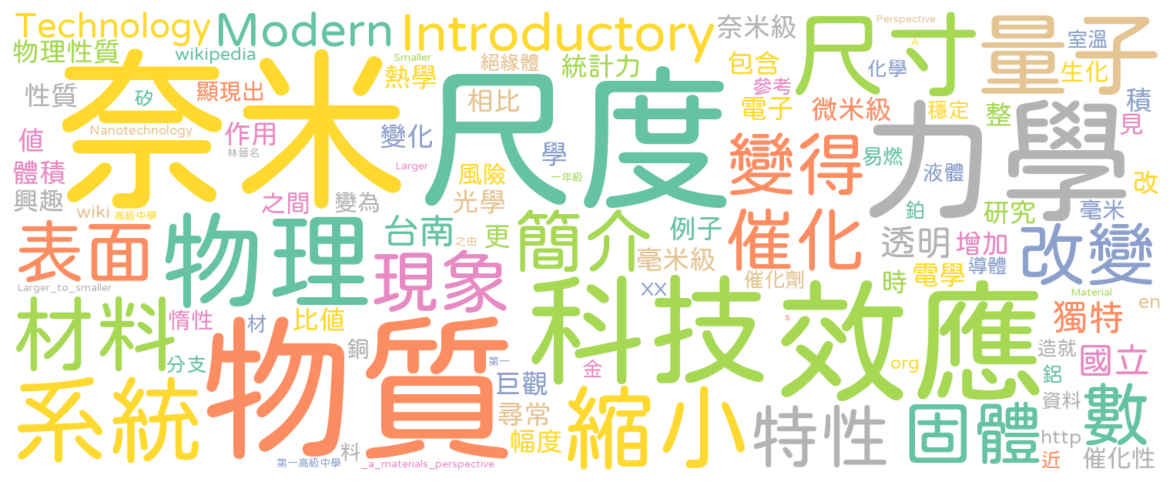 Technology Modern Introductory 奈米級 尺寸 Perspective A 量子 室溫
物理性質 wikipedia Smaller 熱學 絕緣體 統計力 包含 化學 生化
奈米 尺度 參考
性質 矽 顯現出 相比 電子 微米級 穩定 整 積
值 Nanotechnology 作用 林晉名 變化 學 變得 力學 見
體積 Larger 風險 一年級 易燃 液體 改
興趣 wiki 高級中學 之間 變為 光學 鉑 研究 毫米
表面 物理 台南 更 簡介 例子 催化 透明 增加 改變
之由 現象 毫米級 導體
Larger_to_smaller xx 催化劑 時 電學 Material en
材料 惰性 材 比值 科技 s 效應 獨特
分支 物質 銅 第一 金 org 造就 國立
系統 巨觀 縮小 特性 固體 鋁 資料 數
尋常
料 幅度 http
第一高級中學 _a_materials_perspective 近 催化性